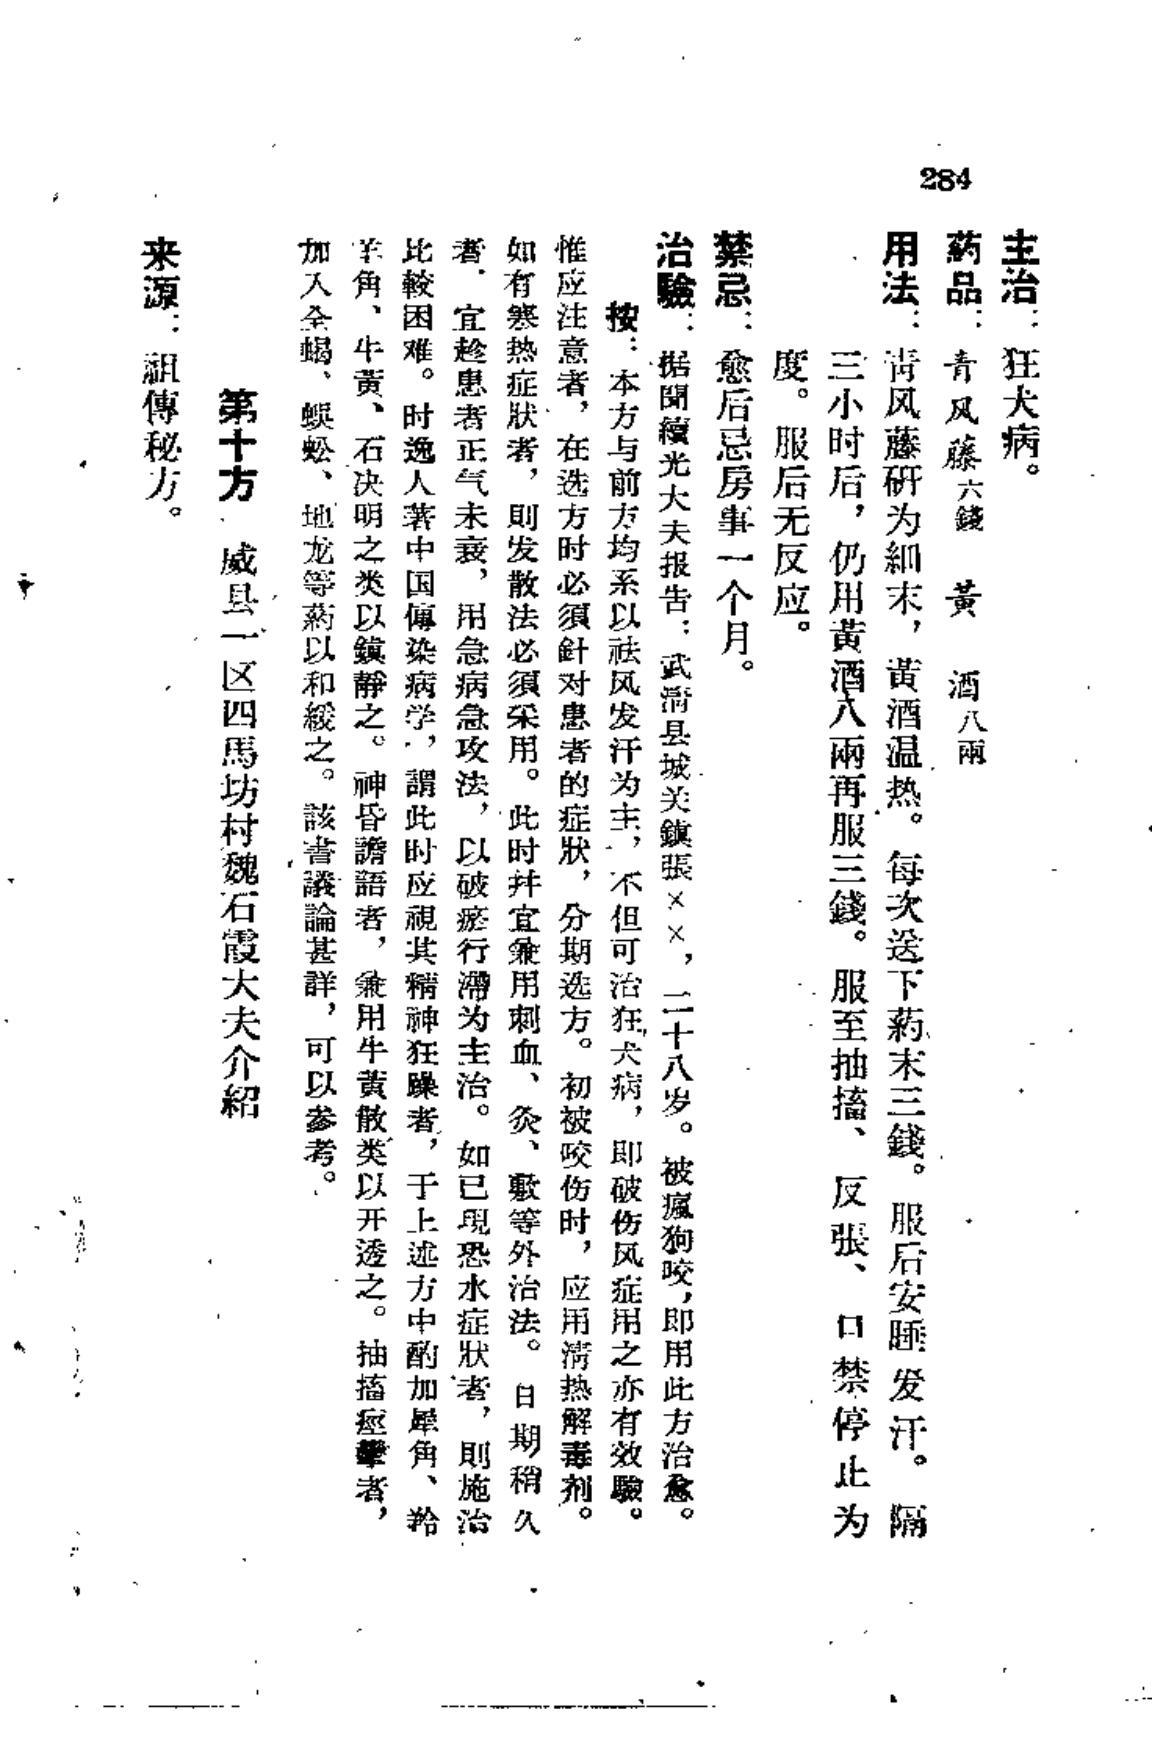 284
主治：狂犬病。
药品：青风藤六錢　黃　酒八兩
用法：青风藤研为細末，黃酒温热。每次送下药末三錢。服后安睡发汗。隔
三小时后，仍用黃酒八兩再服三錢。服至抽搐、反張、口禁停止为
度。服后无反应。
禁忌：愈后忌房事一个月。
治驗：据聞續光大夫报告：武清县城关鎭張××，二十八岁。被瘋狗咬，即用此方治愈。
按：本方与前方均系以祛风发汗为主，不但可治狂犬病，即破伤风症用之亦有效驗。
惟应注意者，在选方时必須針对患者的症狀，分期选方。初被咬伤时，应用清热解毒剂。
如有寒热症狀者，則发散法必須采用。此时幷宜兼用刺血、灸、敷等外治法。日期稍久
者．宜趁患者正气未衰，用急病急攻法，以破瘀行滯为主治。如已現恐水症狀者，則施治
比較困难。时逸人著中国傳染病学，謂此时应視其精神狂躁者，于上述方中酌加犀角、羚
羊角、牛黃、石决明之类以鎭靜之。神昏譫語者，兼用牛黃散类以开透之。抽搐痙攣者，
加入全蝎、蜈蚣、地龙等药以和緩之。該書議論甚詳，可以参考。
第十方　威县一区四馬坊村魏石霞大夫介紹
来源：祖傳秘方。